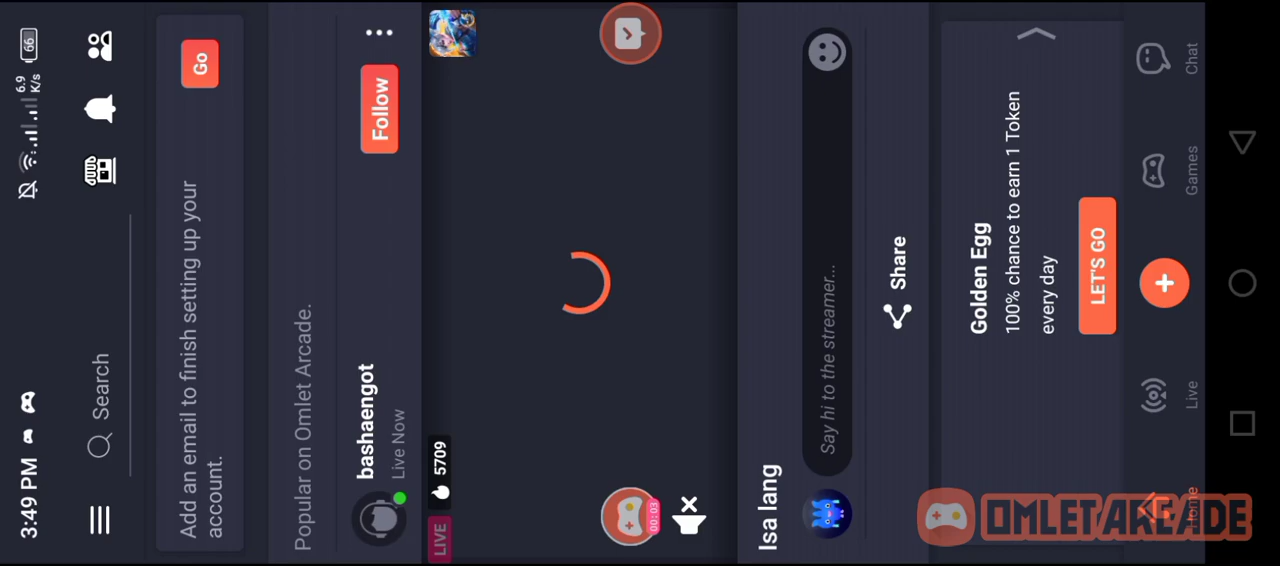 3:49 PM
6.9
K/s
66
Search
Add an email to finish setting up your
account.
Go
Popular on Omlet Arcade.
bashaengot
Live Now
Follow
LIVE
5709
00:03
Isa lang
Say hi to the streamer...
Share
Golden Egg
100% chance to earn 1 Token
every day
LET'S GO
Home
Live
Games
Chat
OMLET ARCADE